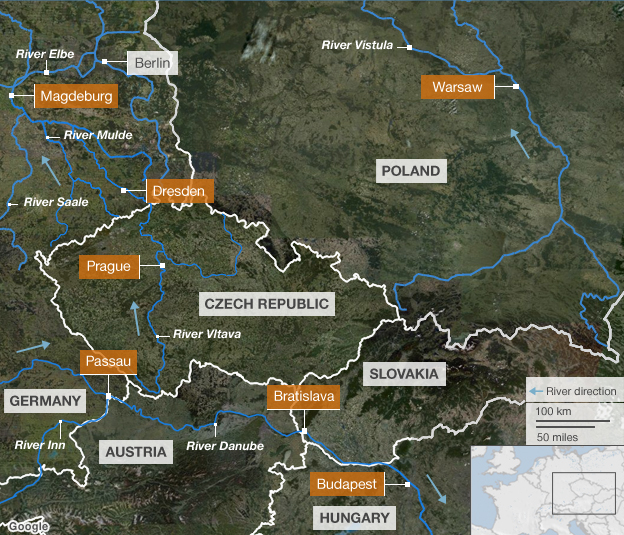 River Vistula
River Elbe
Berlin
Warsaw
Magdeburg
River Mulde
POLAND
Dresden
River Saale
Prague
CZECH REPUBLIC
River Vltava
Passau
SLOVAKIA
River direction
GERMANY
Bratislava
100 km
50 miles
River Inn
AUSTRIA
River Danube
Budapest
HUNGARY
Google